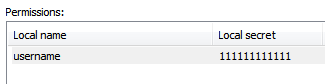 Permissions:
Local name Local secret
username 111111111111